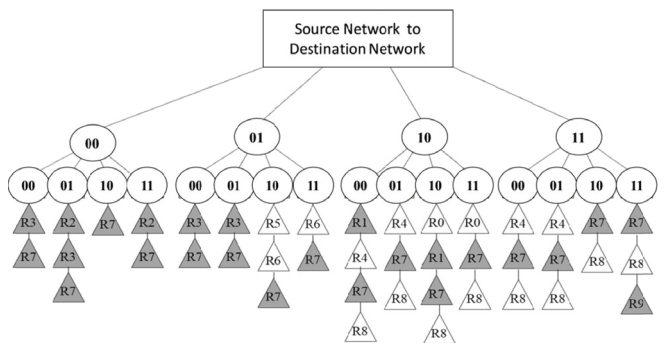 Source Network to
Destination Network
00 01 10 11
00 01 10 11 00 01 10 11 00 01 10 11 00 01 10 11
R3 R2 R7 R2 R3 R3 R5 R6 R1 R4 R0 R0 R4 R4 R7 R7
R7 R3 R7 R7 R7 R6 R7 R4 R7 R1 R7 R7 R7 R8 R8
R7 R7 R7 R8 R7 R8 R8 R8 R9
R8 R8